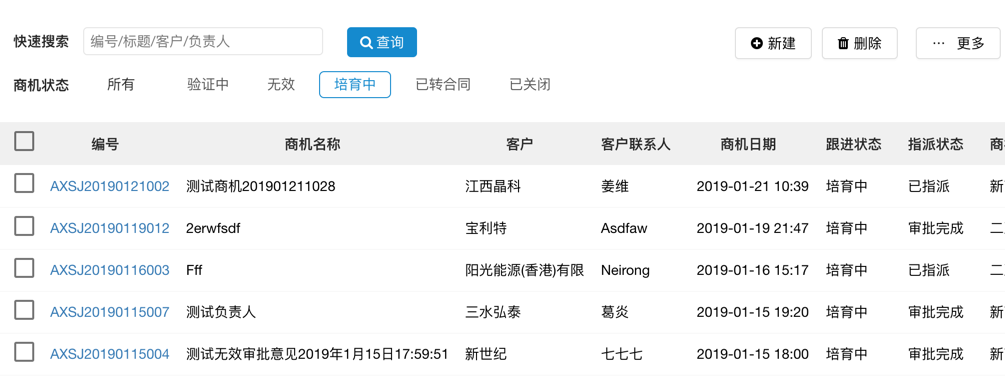 快速搜索 编号/标题/客户/负责人 查询 新建 删除 ··· 更多
商机状态 所有 验证中 无效 培育中 已转合同 已关闭
编号 商机名称 客户 客户联系人 商机日期 跟进状态 指派状态 商
AXSJ20190121002 测试商机201901211028 江西晶科 姜维 2019-01-21 10:39 培育中 已指派 新
AXSJ20190119012 2erwfsdf 宝利特 Asdfaw 2019-01-19 21:47 培育中 审批完成 二
AXSJ20190116003 Fff 阳光能源(香港)有限 Neirong 2019-01-16 15:17 培育中 已指派 二
AXSJ20190115007 测试负责人 三水弘泰 葛炎 2019-01-15 19:20 培育中 审批完成 新
AXSJ20190115004 测试无效审批意见2019年1月15日17:59:51 新世纪 七七七 2019-01-15 18:00 培育中 审批完成 新